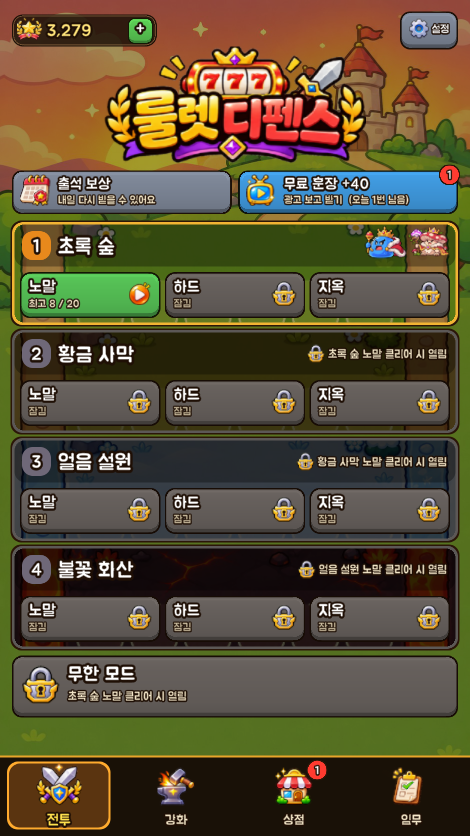 3,279
설정
777
룰렛 디펜스
출석 보상
내일 다시 받을 수 있어요
무료 훈장 +40
광고 보고 받기 (오늘 1번 남음)
1
1 초록 숲
노말
최고 8 / 20
하드
잠김
지옥
잠김
2 황금 사막
초록 숲 노말 클리어 시 열림
노말
잠김
하드
잠김
지옥
잠김
3 얼음 설원
황금 사막 노말 클리어 시 열림
노말
잠김
하드
잠김
지옥
잠김
4 불꽃 화산
얼음 설원 노말 클리어 시 열림
노말
잠김
하드
잠김
지옥
잠김
무한 모드
초록 숲 노말 클리어 시 열림
전투
강화
1
상점
임무